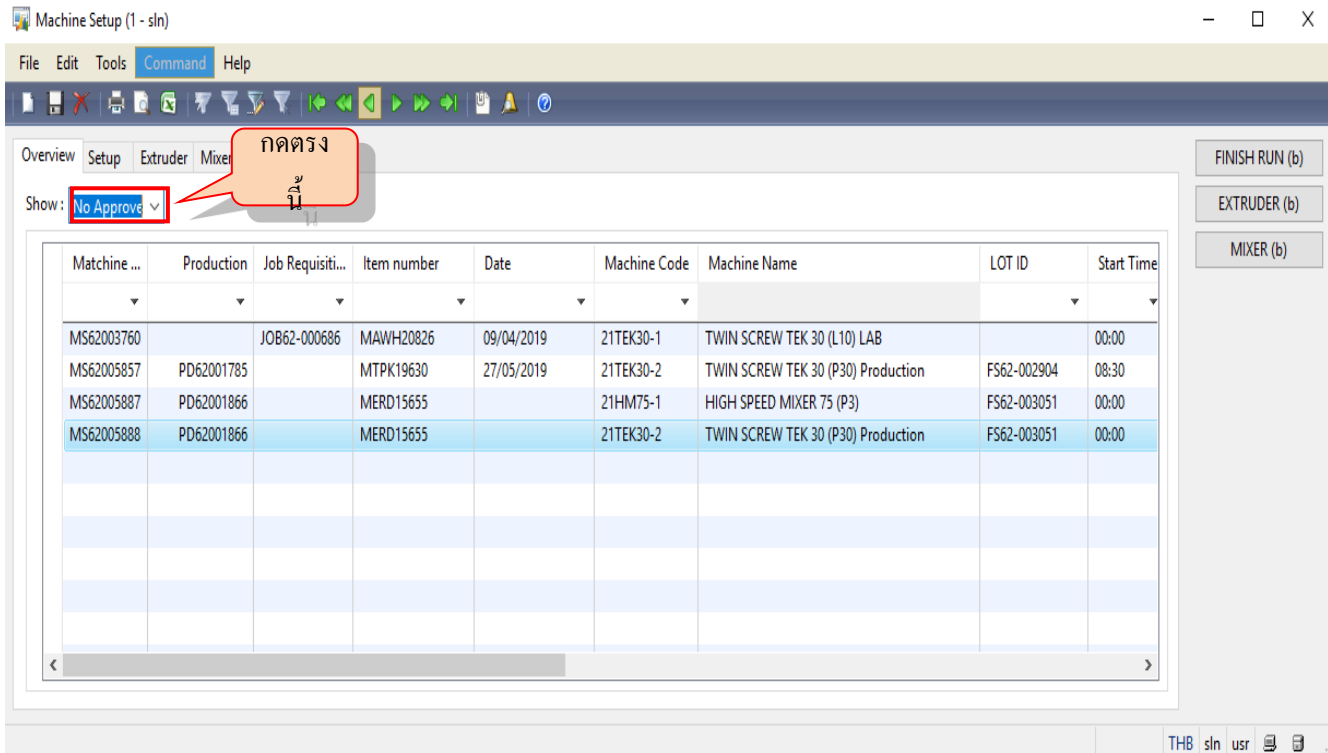 Machine Setup (1 - sln)
File Edit Tools Command Help
Overview Setup Extruder Mixer
กดตรง
นี้
Show : No Approve
FINISH RUN (b)
EXTRUDER (b)
MIXER (b)
Matchine ... Production Job Requisiti... Item number Date Machine Code Machine Name LOT ID Start Time
MS62003760 JOB62-000686 MAWH20826 09/04/2019 21TEK30-1 TWIN SCREW TEK 30 (L10) LAB 00:00
MS62005857 PD62001785 MTPK19630 27/05/2019 21TEK30-2 TWIN SCREW TEK 30 (P30) Production FS62-002904 08:30
MS62005887 PD62001866 MERD15655 21HM75-1 HIGH SPEED MIXER 75 (P3) FS62-003051 00:00
MS62005888 PD62001866 MERD15655 21TEK30-2 TWIN SCREW TEK 30 (P30) Production FS62-003051 00:00
THB sln usr